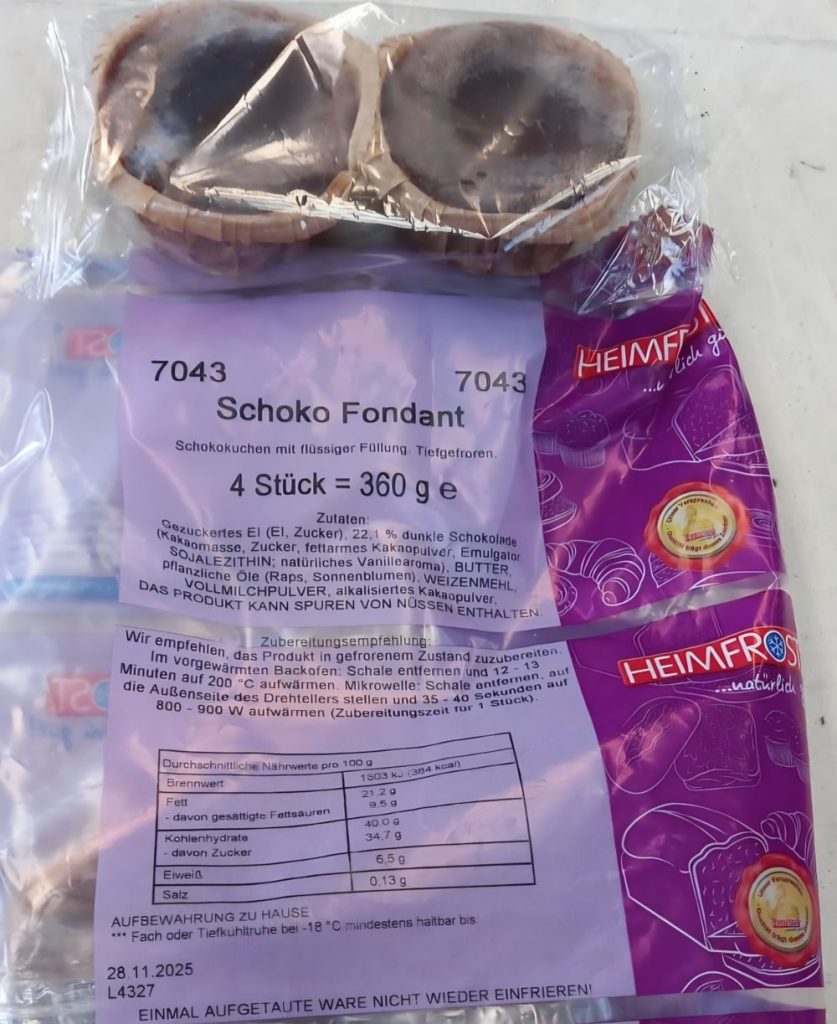 7043
7043
Schoko Fondant
Schokokuchen mit flüssiger Füllung. Tiefgefroren.
4 Stück = 360 g e
Zutaten:
Gezuckertes EI (EI, Zucker), 22,1 % dunkle Schokolade
(Kakaomasse, Zucker, fettarmes Kakaopulver, Emulgator
SOJALEZITHIN; natürliches Vanillearoma), BUTTER,
pflanzliche Öle (Raps, Sonnenblumen), WEIZENMEHL,
VOLLMILCHPULVER, alkalisiertes Kakaopulver.
DAS PRODUKT KANN SPUREN VON NÜSSEN ENTHALTEN.
HEIMFROST
Zubereitungsempfehlung:
Wir empfehlen, das Produkt in gefrorenem Zustand zuzubereiten.
Im vorgewärmten Backofen: Schale entfernen und 12 - 13
Minuten auf 200 °C aufwärmen. Mikrowelle: Schale entfernen, auf
die Außenseite des Drehtellers stellen und 35 - 40 Sekunden auf
800 - 900 W aufwärmen (Zubereitungszeit für 1 Stück).
HEIMFROST
...natürlich
Durchschnittliche Nährwerte pro 100 g
Brennwert 1603 kJ (384 kcal)
Fett 21,2 g
- davon gesättigte Fettsäuren 9,5 g
Kohlenhydrate 40,0 g
- davon Zucker 34,7 g
Eiweiß 6,5 g
Salz 0,13 g
AUFBEWAHRUNG ZU HAUSE
*** Fach oder Tiefkühltruhe bei -18 °C mindestens haltbar bis
28.11.2025
L4327
EINMAL AUFGETAUTE WARE NICHT WIEDER EINFRIEREN!